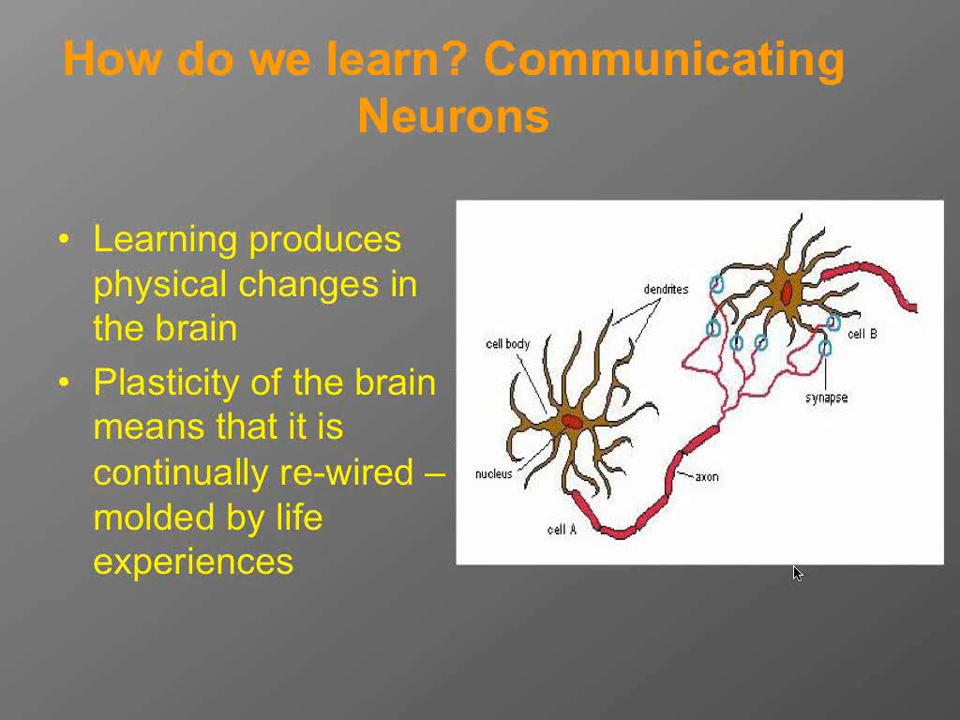 How do we learn? Communicating
Neurons
• Learning produces
physical changes in
the brain
• Plasticity of the brain
means that it is
continually re-wired –
molded by life
experiences
dendrites
cell body
cell B
synapse
nucleus
axon
cell A